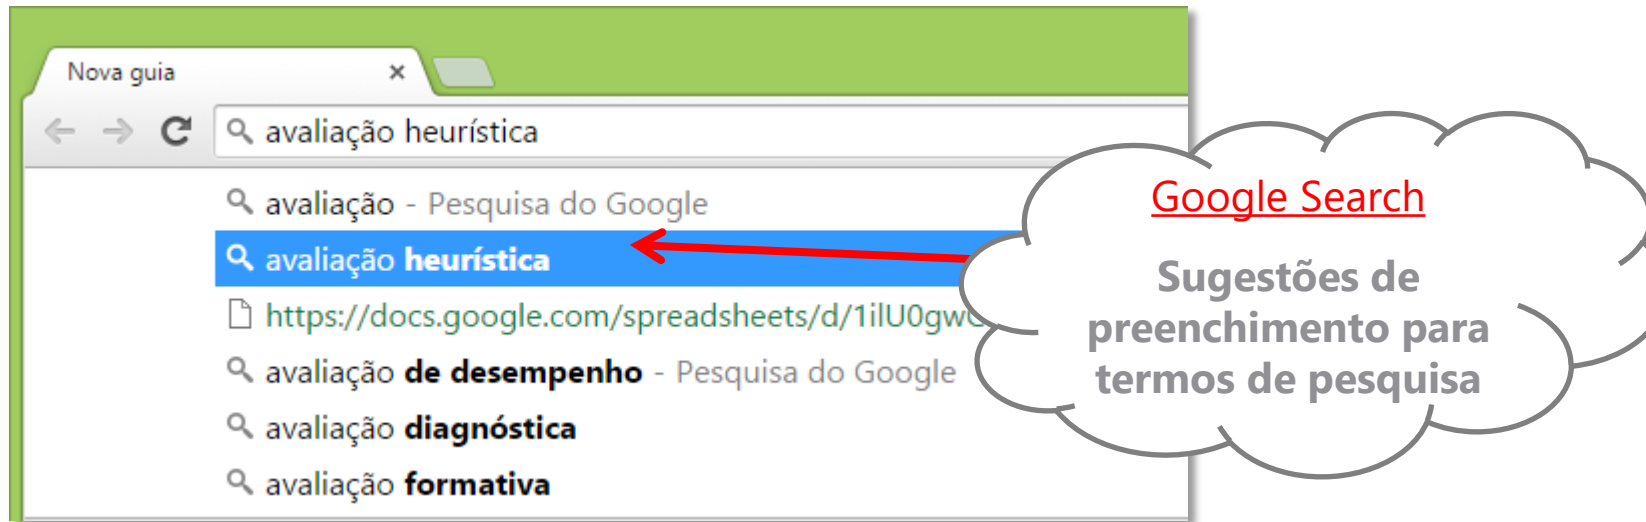 Nova guia
avaliação heurística
avaliação - Pesquisa do Google
avaliação heurística
https://docs.google.com/spreadsheets/d/1ilU0gw
avaliação de desempenho - Pesquisa do Google
avaliação diagnóstica
avaliação formativa
Google Search
Sugestões de
preenchimento para
termos de pesquisa